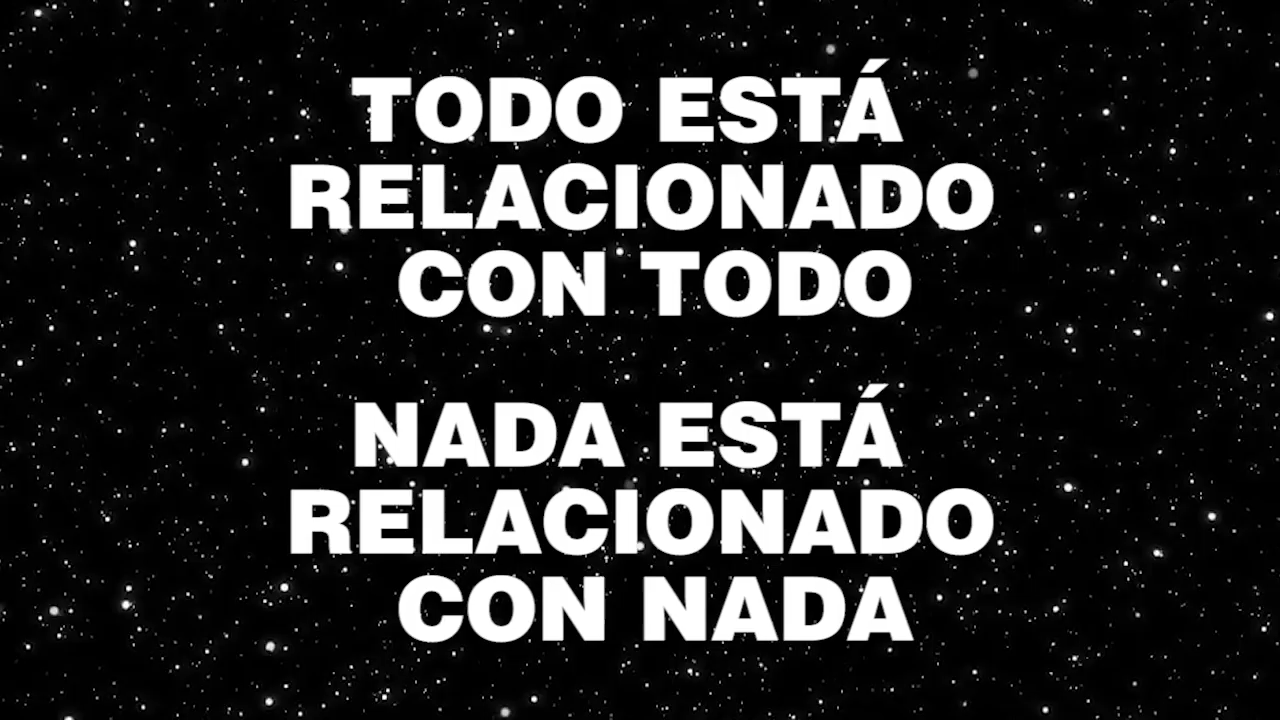 TODO ESTÁ
RELACIONADO
CON TODO
NADA ESTÁ
RELACIONADO
CON NADA